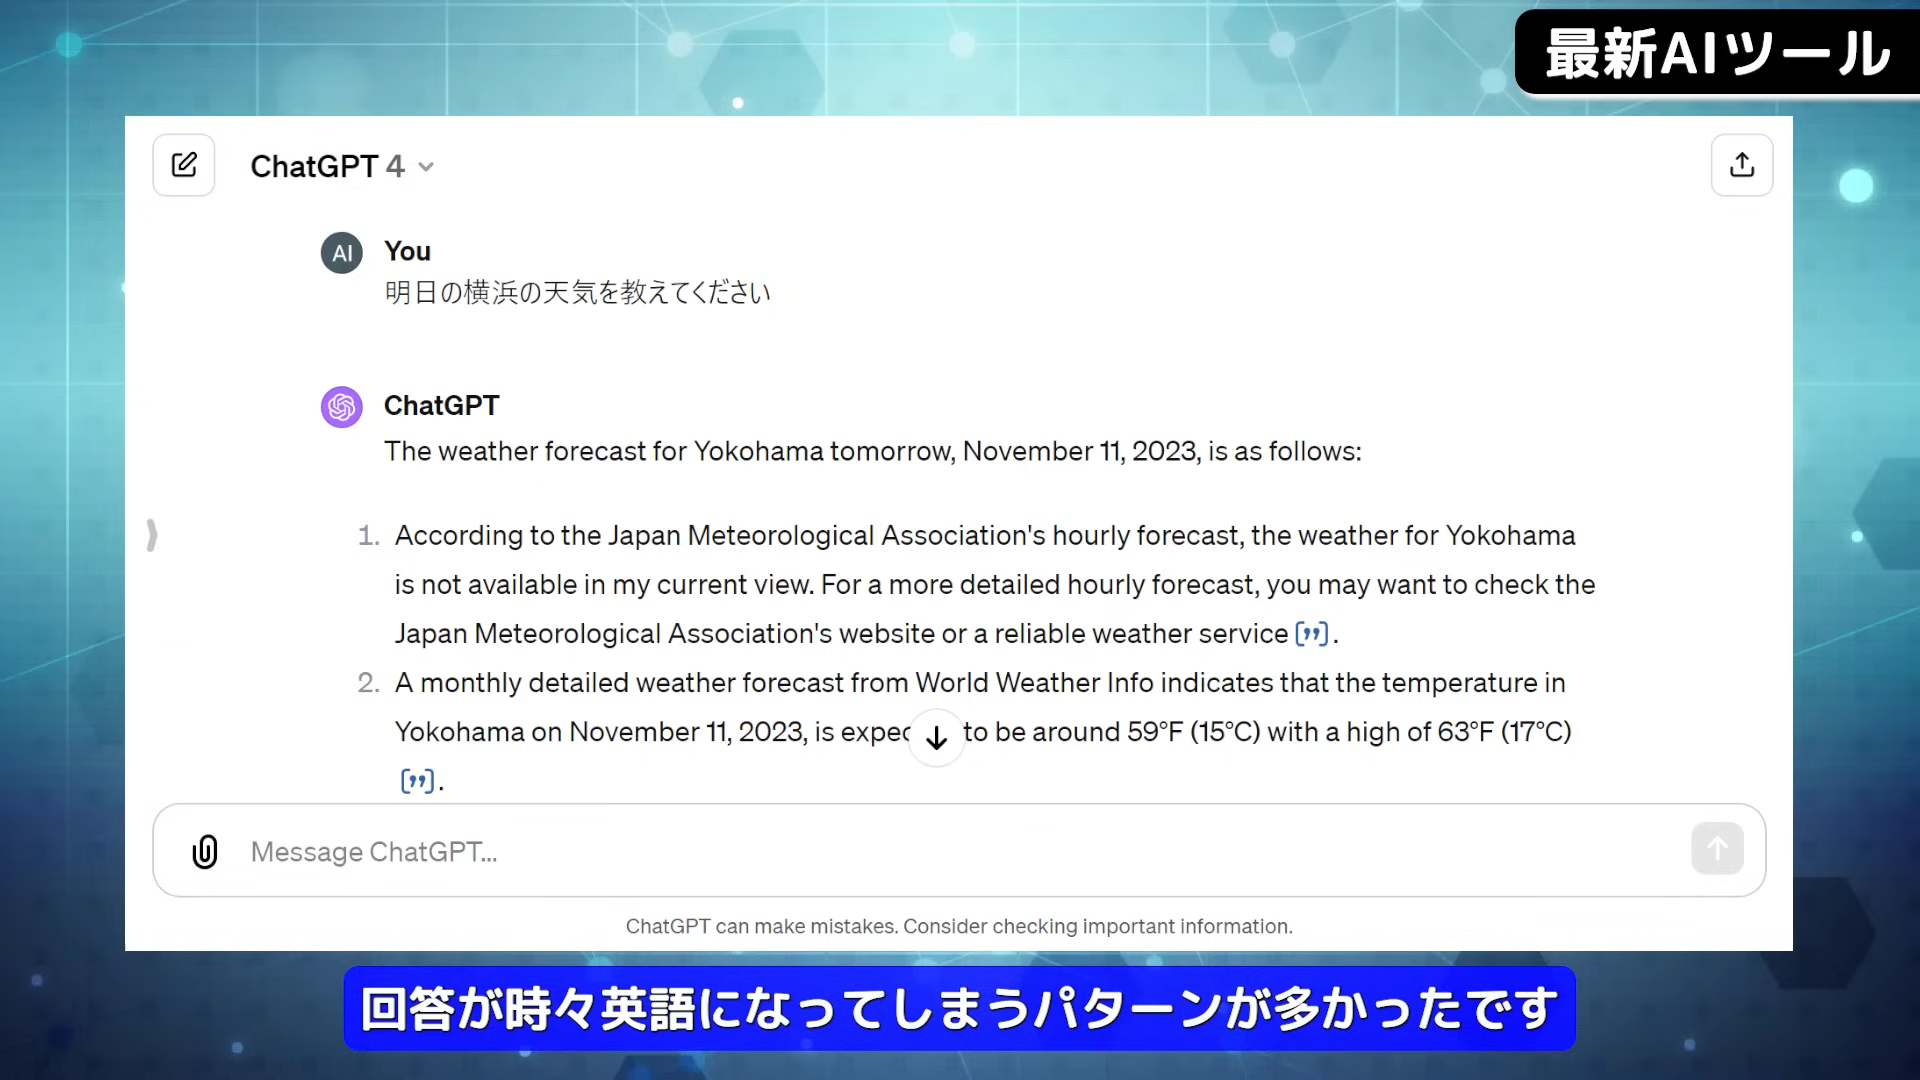 最新AIツール
ChatGPT 4
AI
You
明日の横浜の天気を教えてください
ChatGPT
The weather forecast for Yokohama tomorrow, November 11, 2023, is as follows:
1. According to the Japan Meteorological Association's hourly forecast, the weather for Yokohama
is not available in my current view. For a more detailed hourly forecast, you may want to check the
Japan Meteorological Association's website or a reliable weather service ["].
2. A monthly detailed weather forecast from World Weather Info indicates that the temperature in
Yokohama on November 11, 2023, is expec to be around 59°F (15°C) with a high of 63°F (17°C)
["].
Message ChatGPT...
ChatGPT can make mistakes. Consider checking important information.
回答が時々英語になってしまうパターンが多かったです